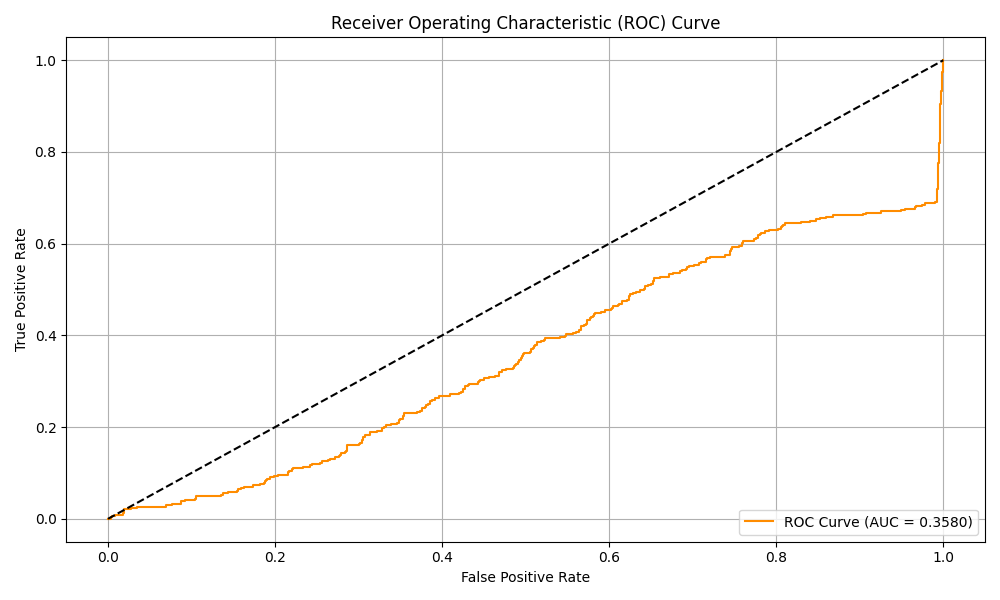 Receiver Operating Characteristic (ROC) Curve
True Positive Rate
1.0
0.8
0.6
0.4
0.2
0.0
0.0 0.2 0.4 0.6 0.8 1.0
False Positive Rate
ROC Curve (AUC = 0.3580)